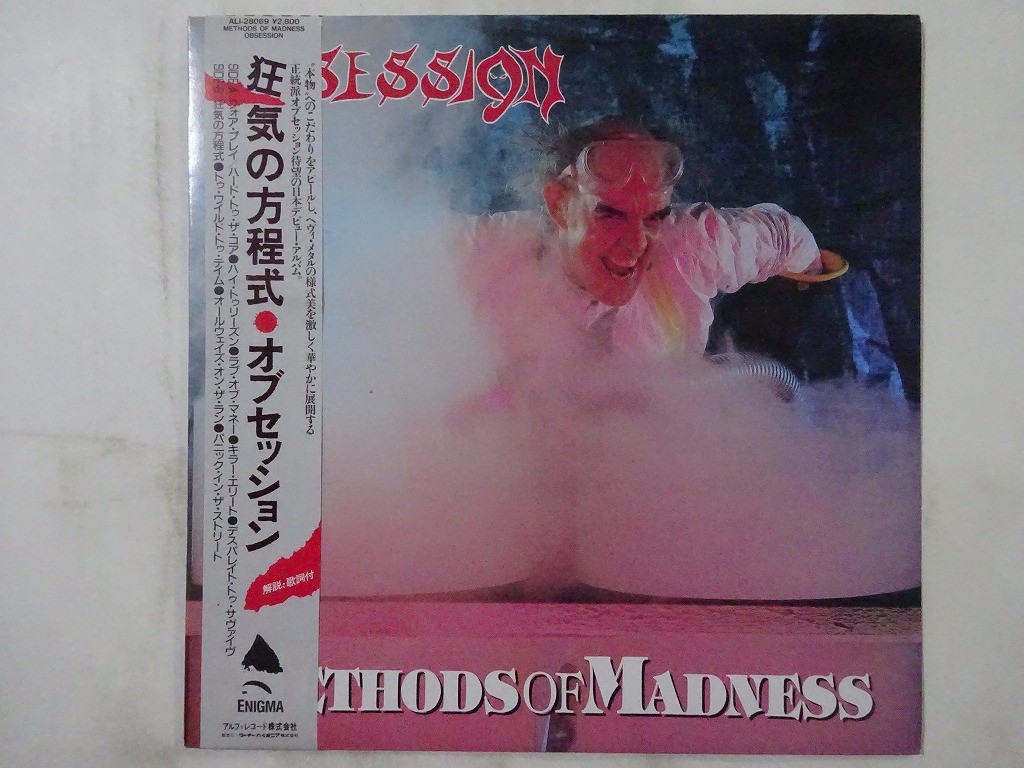 ALI-28069 ¥2,800
METHODS OF MADNESS
OBSESSION
SESSION
"本物"へのこだわりをアピールし、ヘヴィ・メタルの様式美を激しく華やかに展開する
正統派オブセッション待望の日本デビュー・アルバム。
狂気の方程式●オブセッション
フォア・プレイ/ハード・トゥ・ザ・コア●ハイ・トゥリーズン●ラブ・オブ・マネー●キラー・エリート●デスパレイト・トゥ・サヴァイヴ
狂気の方程式●トゥ・ワイルド・トゥ・テイム●オールウェイズ・オン・ザ・ラン●パニック・イン・ザ・ストリート
解説:歌詞付
ENIGMA
アルファレコード株式会社
ETHODS OF MADNESS